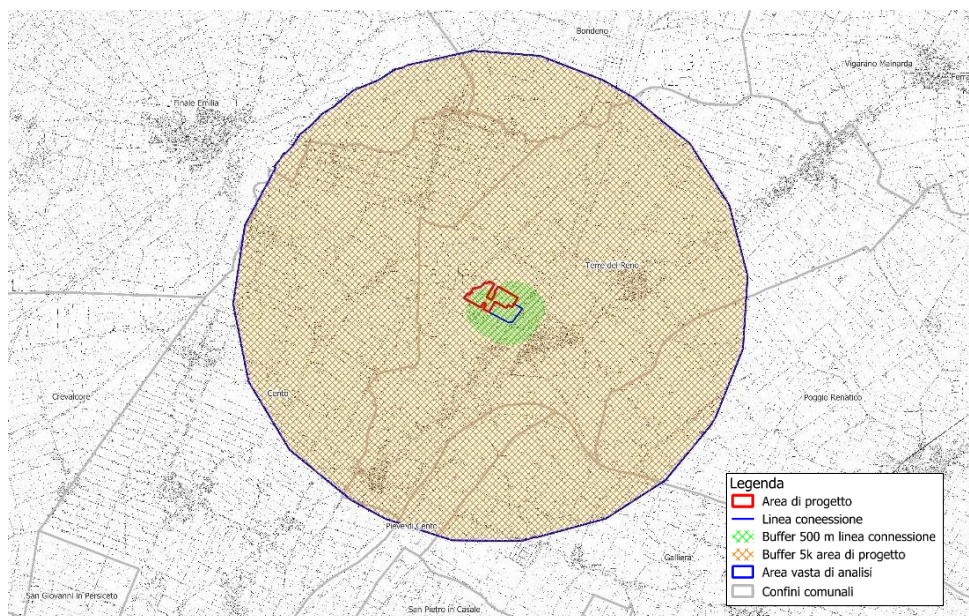 Bondeno
Vigarano Mainarda
Ferra
Finale Emilia
Terre del Reno
Cento
Crevalcore
Poggio Renatico
Pieve di Cento
Galliera
San Giovanni in Persiceto
San Pietro in Casale
Legenda
Area di progetto
Linea coneessione
Buffer 500 m linea connessione
Buffer 5k area di progetto
Area vasta di analisi
Confini comunali